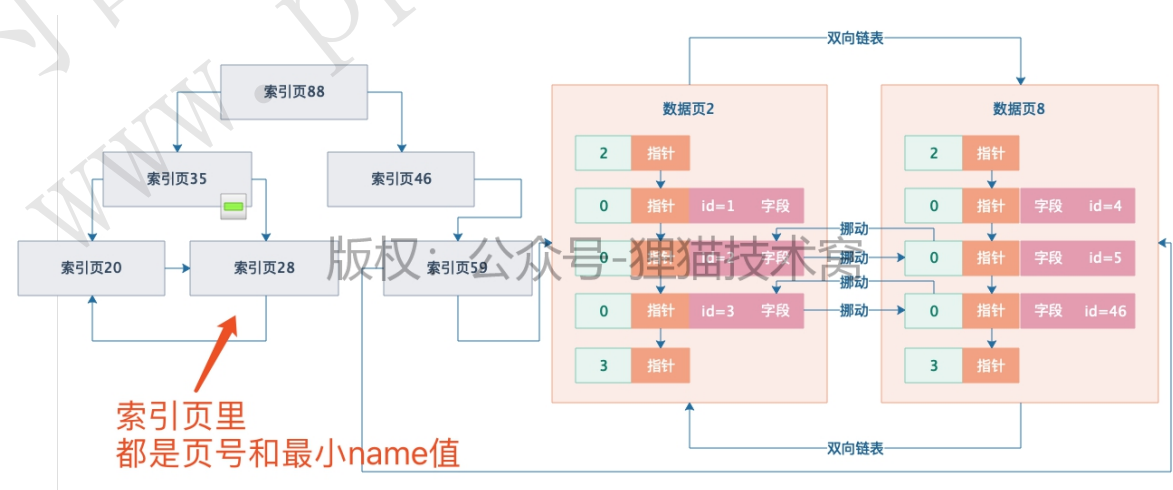 双向链表
索引页88
数据页2
数据页8
2 指针
2 指针
索引页35
索引页46
0 指针 id=1 字段
0 指针 字段 id=4
挪动
索引页20
索引页28
索引页59
0 指针 id=2 字段
挪动
0 指针 字段 id=5
挪动
版权：公众号-狸猫技术窝
0 指针 id=3 字段
挪动
0 指针 字段 id=46
3 指针
3 指针
索引页里
都是页号和最小name值
双向链表
www.